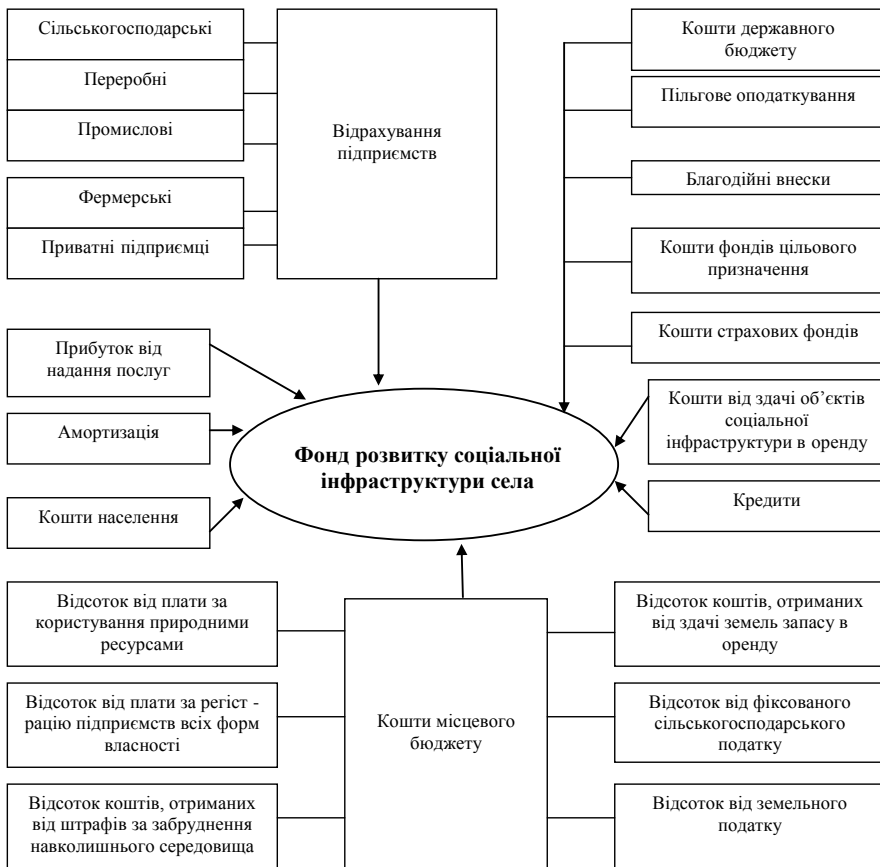 Сільськогосподарські
Переробні
Промислові
Фермерські
Приватні підприємці
Відрахування
підприємств
Кошти державного
бюджету
Пільгове оподаткування
Благодійні внески
Кошти фондів цільового
призначення
Кошти страхових фондів
Прибуток від
надання послуг
Амортизація
Кошти населення
Фонд розвитку соціальної
інфраструктури села
Кошти від здачі об’єктів
соціальної
інфраструктури в оренду
Кредити
Відсоток від плати за
користування природними
ресурсами
Відсоток від плати за регіст -
рацію підприємств всіх форм
власності
Відсоток коштів, отриманих
від штрафів за забруднення
навколишнього середовища
Кошти місцевого
бюджету
Відсоток коштів, отриманих
від здачі земель запасу в
оренду
Відсоток від фіксованого
сільськогосподарського
податку
Відсоток від земельного
податку